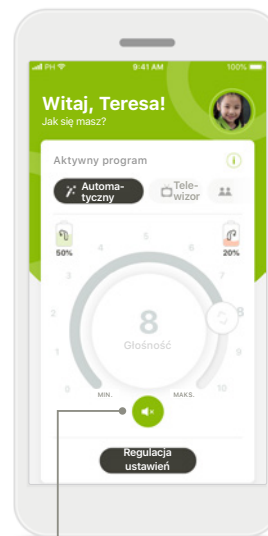 PH 9:41 AM 100%
Witaj, Teresa!
Jak się masz?
Aktywny program
Automa-
tyczny
Tele-
wizor
50%
20%
5
4
6
3
7
2
8
8
Głośność
1
9
0
10
MIN.
MAKS.
Regulacja
ustawień